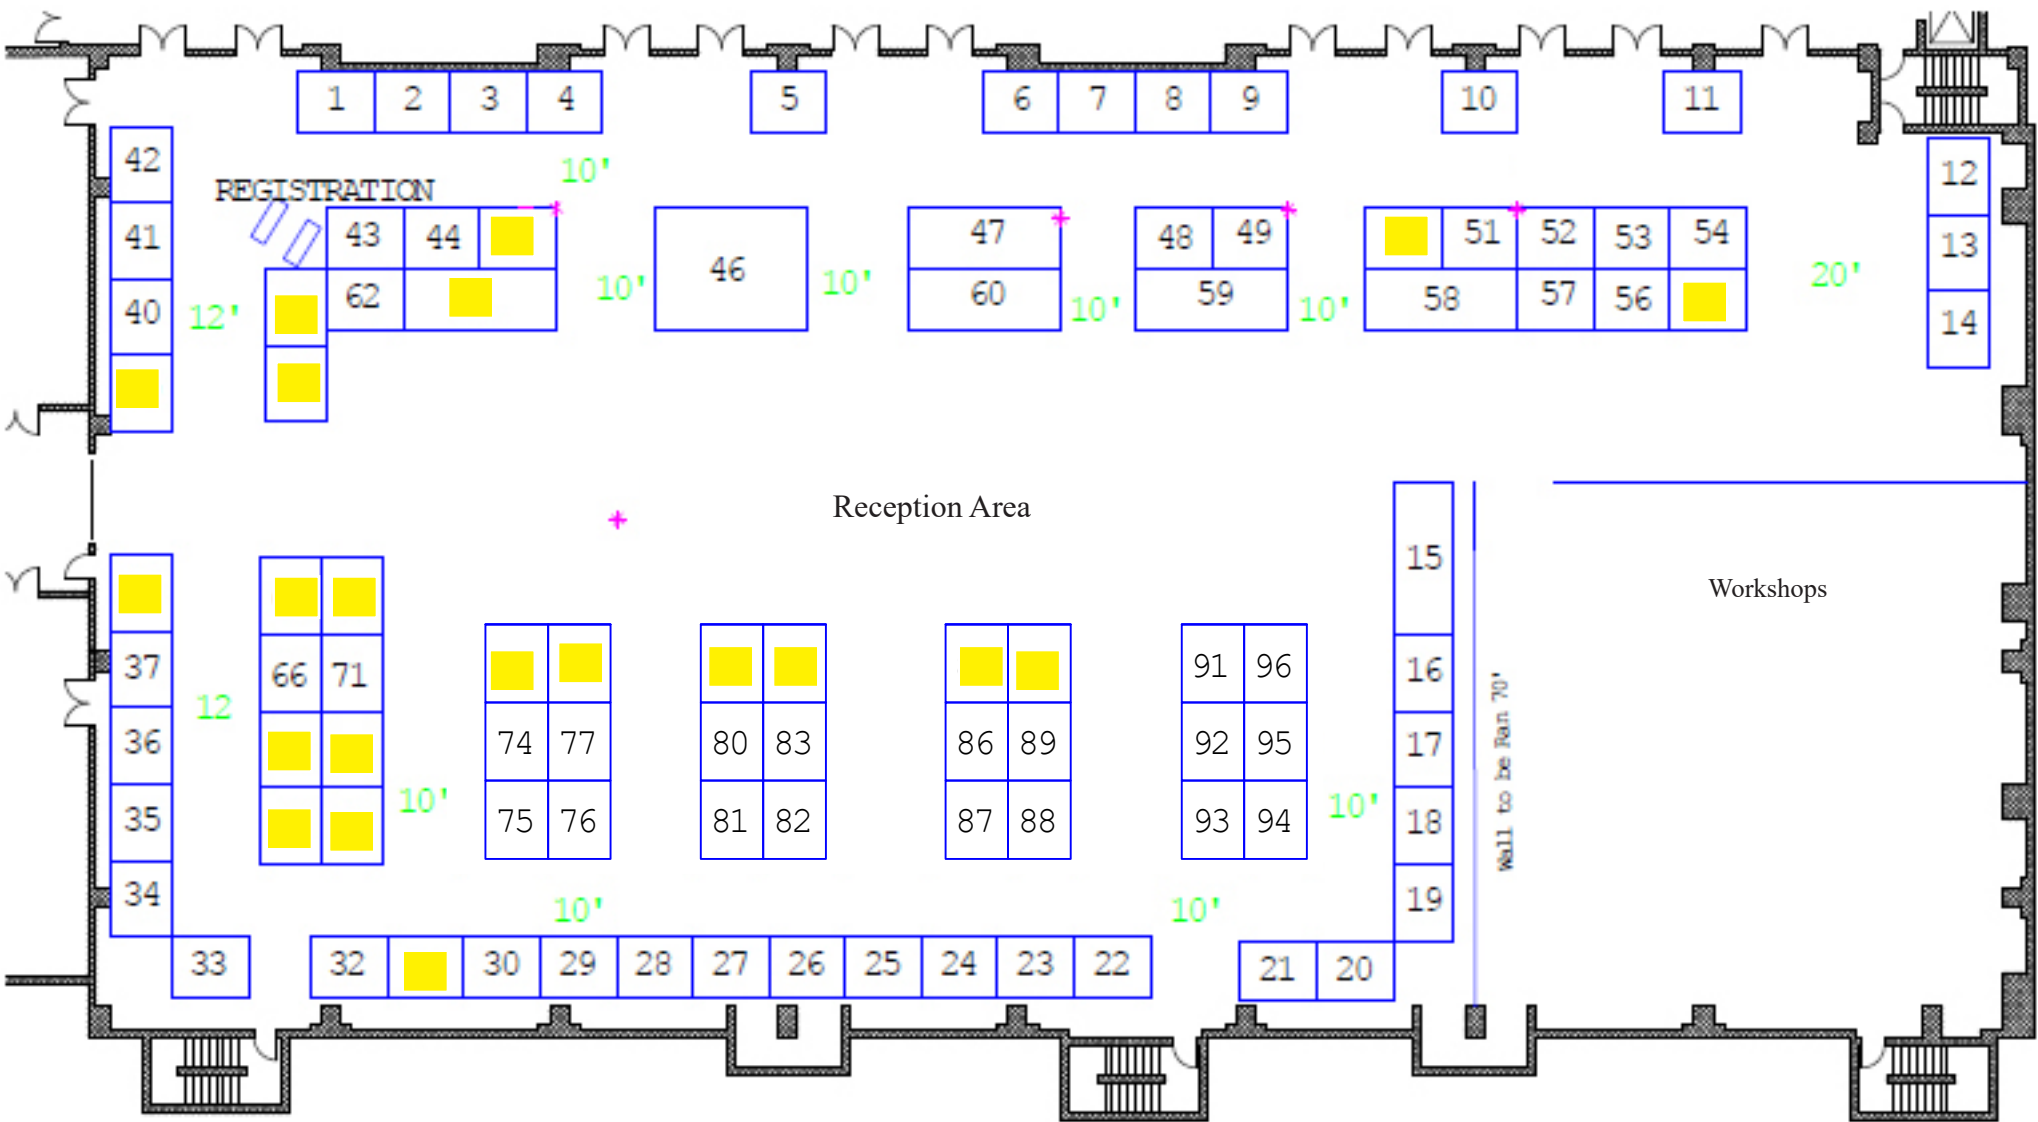 1 2 3 4 5 6 7 8 9 10 11
42 10' 12
REGISTRATION
41 43 44 47 48 49 51 52 53 54 13
46 20'
40 12' 62 10' 10' 60 10' 59 10' 58 57 56 14
Reception Area
15
Workshops
37 66 71 91 96 16
12
36 74 77 80 83 86 89 92 95 17
Wall to be Ran 70'
10' 10'
35 75 76 81 82 87 88 93 94 18
34 10' 10' 19
33 32 30 29 28 27 26 25 24 23 22 21 20